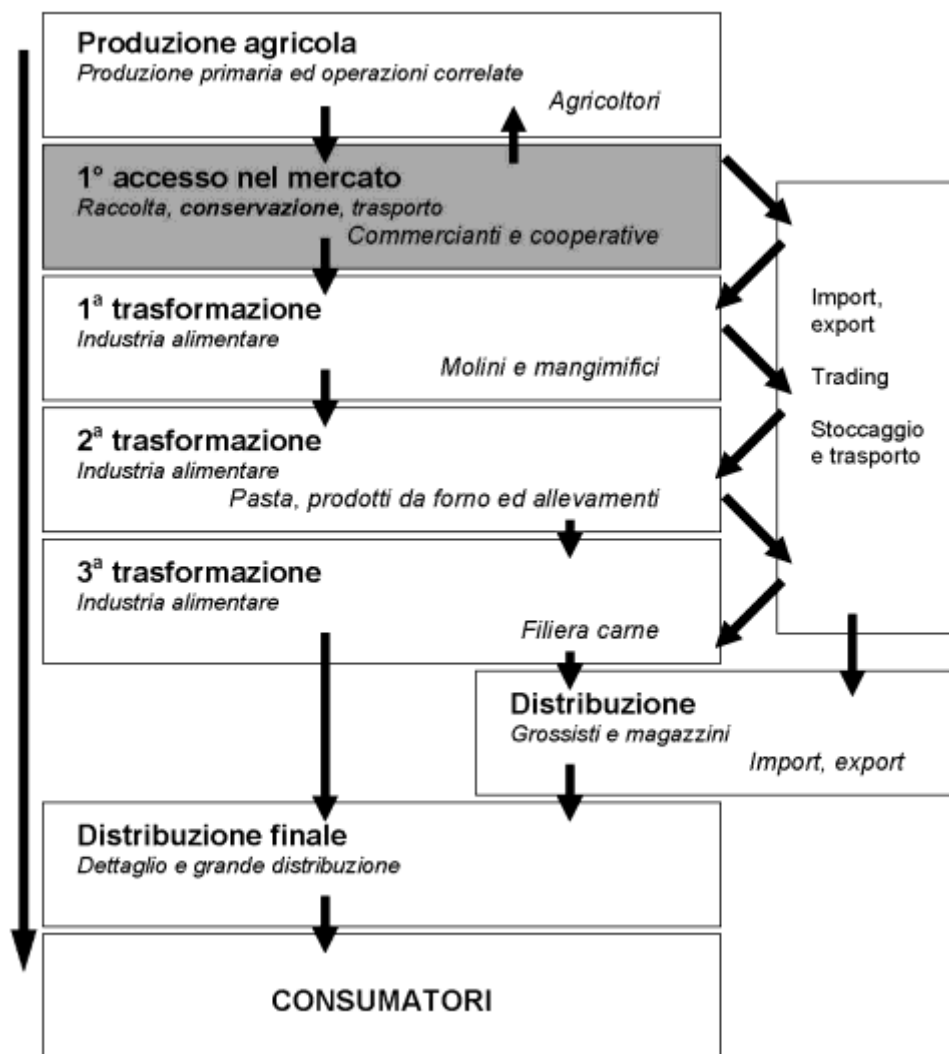 Produzione agricola
Produzione primaria ed operazioni correlate
Agricoltori
1° accesso nel mercato
Raccolta, conservazione, trasporto
Commercianti e cooperative
1ª trasformazione
Industria alimentare
Molini e mangimifici
2ª trasformazione
Industria alimentare
Pasta, prodotti da forno ed allevamenti
3ª trasformazione
Industria alimentare
Filiera carne
Import,
export
Trading
Stoccaggio
e trasporto
Distribuzione
Grossisti e magazzini
Import, export
Distribuzione finale
Dettaglio e grande distribuzione
CONSUMATORI